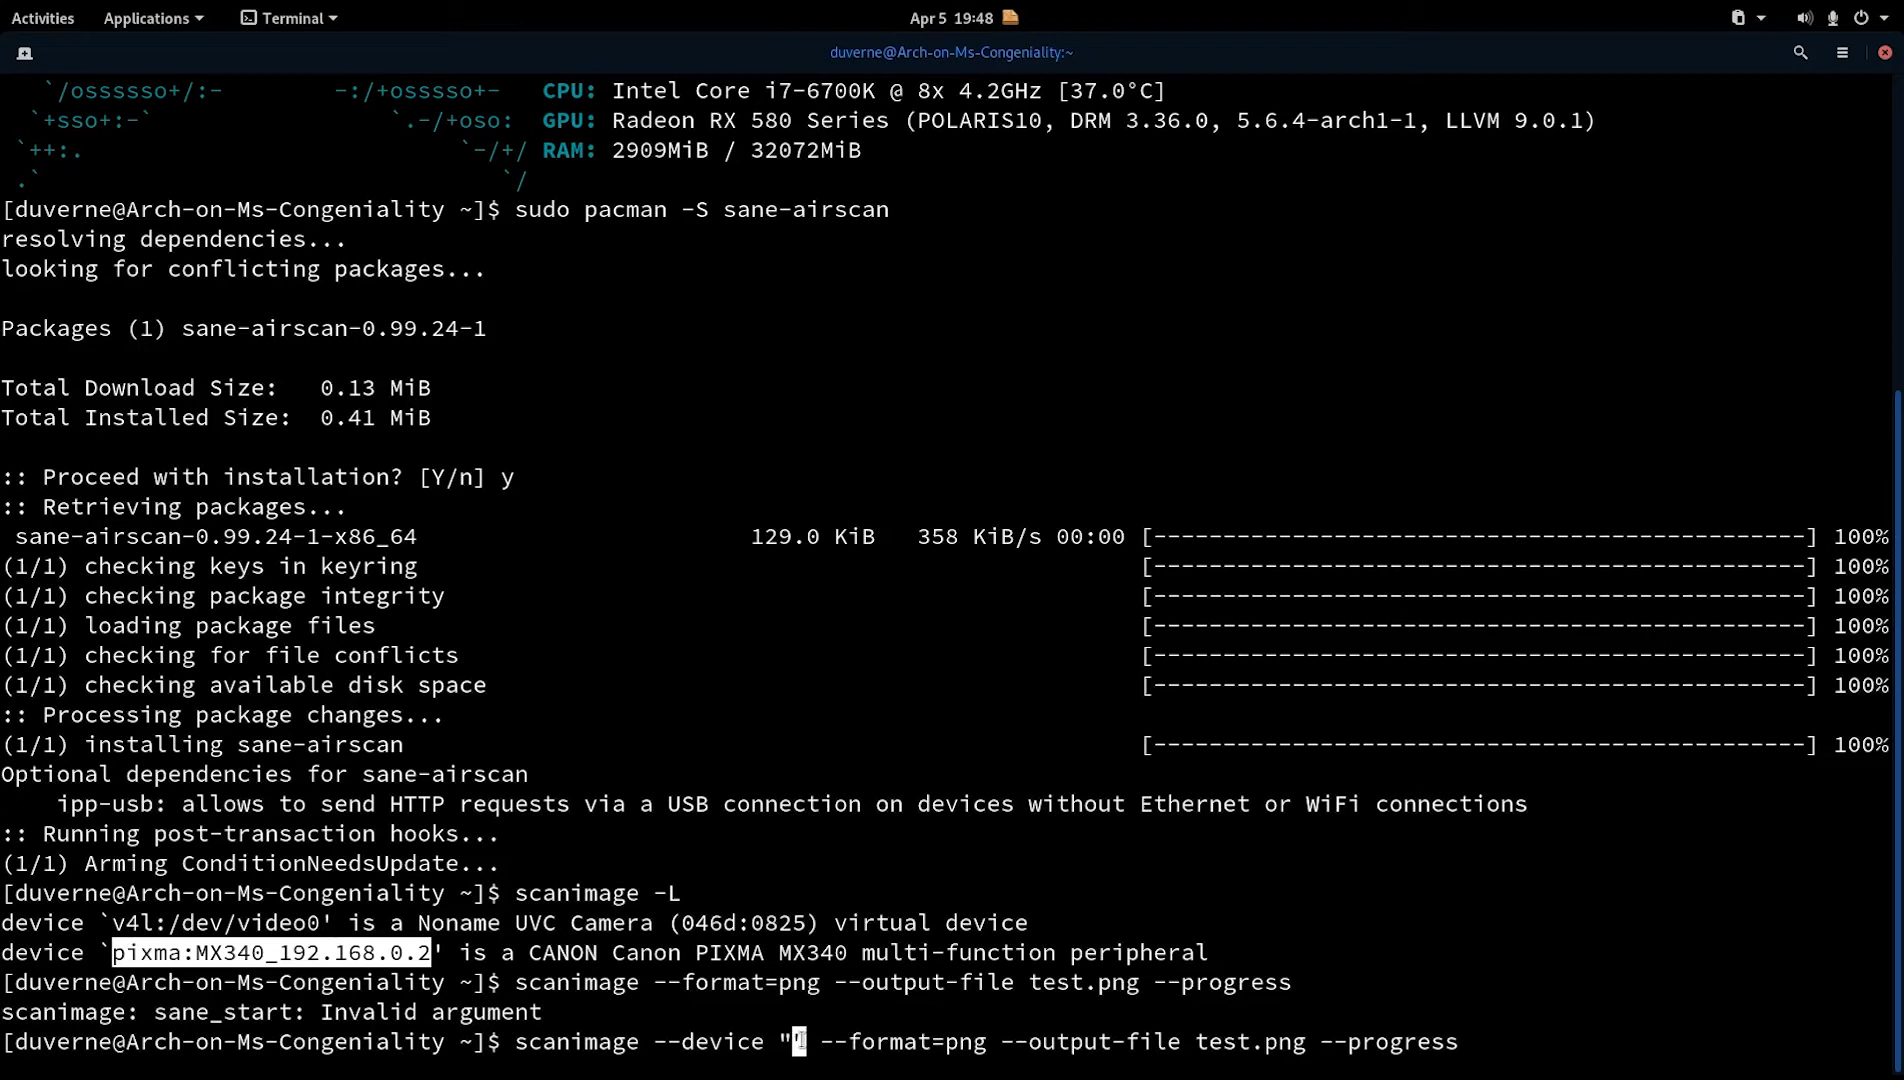 Activities Applications Terminal Apr 5 19:48
duverne@Arch-on-Ms-Congeniality:~
`/ossssso+/:- -:/+osssso+- CPU: Intel Core i7-6700K @ 8x 4.2GHz [37.0°C]
`+sso+:-` `.-/+oso: GPU: Radeon RX 580 Series (POLARIS10, DRM 3.36.0, 5.6.4-arch1-1, LLVM 9.0.1)
`++:. `-/+/ RAM: 2909MiB / 32072MiB
.` `/
[duverne@Arch-on-Ms-Congeniality ~]$ sudo pacman -S sane-airscan
resolving dependencies...
looking for conflicting packages...
Packages (1) sane-airscan-0.99.24-1
Total Download Size: 0.13 MiB
Total Installed Size: 0.41 MiB
:: Proceed with installation? [Y/n] y
:: Retrieving packages...
sane-airscan-0.99.24-1-x86_64 129.0 KiB 358 KiB/s 00:00 [-----------------------------------------------] 100%
(1/1) checking keys in keyring [-----------------------------------------------] 100%
(1/1) checking package integrity [-----------------------------------------------] 100%
(1/1) loading package files [-----------------------------------------------] 100%
(1/1) checking for file conflicts [-----------------------------------------------] 100%
(1/1) checking available disk space [-----------------------------------------------] 100%
:: Processing package changes...
(1/1) installing sane-airscan [-----------------------------------------------] 100%
Optional dependencies for sane-airscan
ipp-usb: allows to send HTTP requests via a USB connection on devices without Ethernet or WiFi connections
:: Running post-transaction hooks...
(1/1) Arming ConditionNeedsUpdate...
[duverne@Arch-on-Ms-Congeniality ~]$ scanimage -L
device `v4l:/dev/video0' is a Noname UVC Camera (046d:0825) virtual device
device `pixma:MX340_192.168.0.2' is a CANON Canon PIXMA MX340 multi-function peripheral
[duverne@Arch-on-Ms-Congeniality ~]$ scanimage --format=png --output-file test.png --progress
scanimage: sane_start: Invalid argument
[duverne@Arch-on-Ms-Congeniality ~]$ scanimage --device "" --format=png --output-file test.png --progress